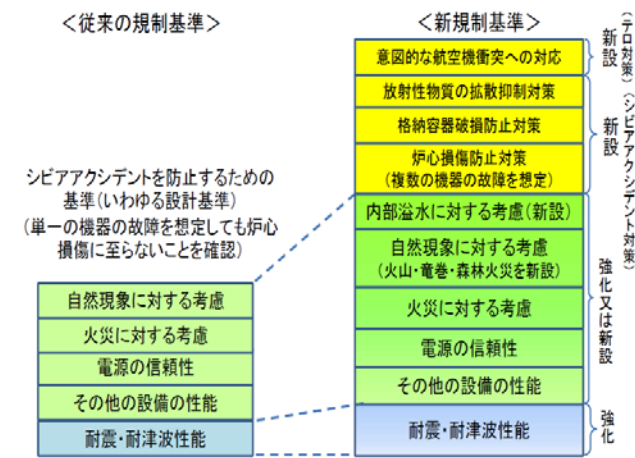 ＜従来の規制基準＞
シビアアクシデントを防止するための
基準(いわゆる設計基準)
(単一の機器の故障を想定しても炉心
損傷に至らないことを確認)
自然現象に対する考慮
火災に対する考慮
電源の信頼性
その他の設備の性能
耐震・耐津波性能
＜新規制基準＞
意図的な航空機衝突への対応
放射性物質の拡散抑制対策
格納容器破損防止対策
炉心損傷防止対策
(複数の機器の故障を想定)
内部溢水に対する考慮(新設)
自然現象に対する考慮
(火山・竜巻・森林火災を新設)
火災に対する考慮
電源の信頼性
その他の設備の性能
耐震・耐津波性能
新設
(テロ対策)
新設
(シビアアクシデント対策)
強化又は新設
強化